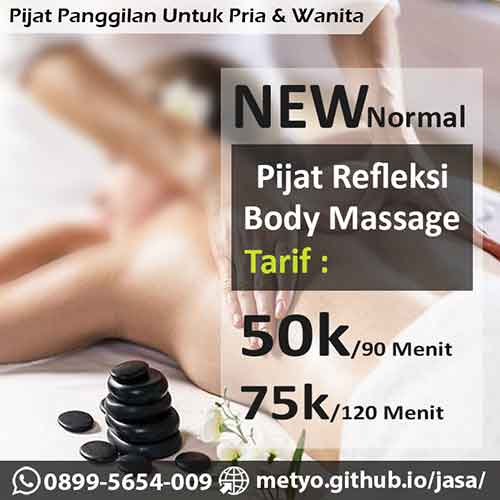 Pijat Panggilan Untuk Pria & Wanita
NEW Normal
Pijat Refleksi
Body Massage
Tarif :
50k/90 Menit
75k/120 Menit
0899-5654-009 metyo.github.io/jasa/